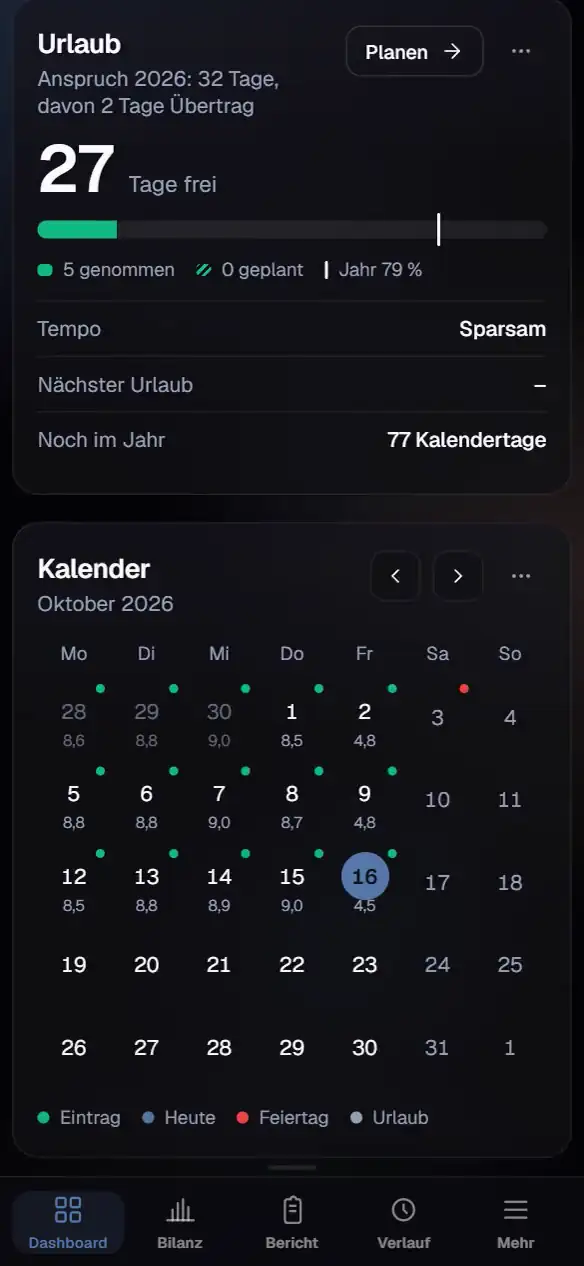 Urlaub
Planen →
Anspruch 2026: 32 Tage,
davon 2 Tage Übertrag
27 Tage frei
5 genommen 0 geplant Jahr 79 %
Tempo Sparsam
Nächster Urlaub –
Noch im Jahr 77 Kalendertage
Kalender
Oktober 2026
Mo Di Mi Do Fr Sa So
28 29 30 1 2 3 4
8,6 8,8 9,0 8,5 4,8
5 6 7 8 9 10 11
8,8 8,8 9,0 8,7 4,8
12 13 14 15 16 17 18
8,5 8,8 8,9 9,0 4,5
19 20 21 22 23 24 25
26 27 28 29 30 31 1
Eintrag Heute Feiertag Urlaub
Dashboard Bilanz Bericht Verlauf Mehr